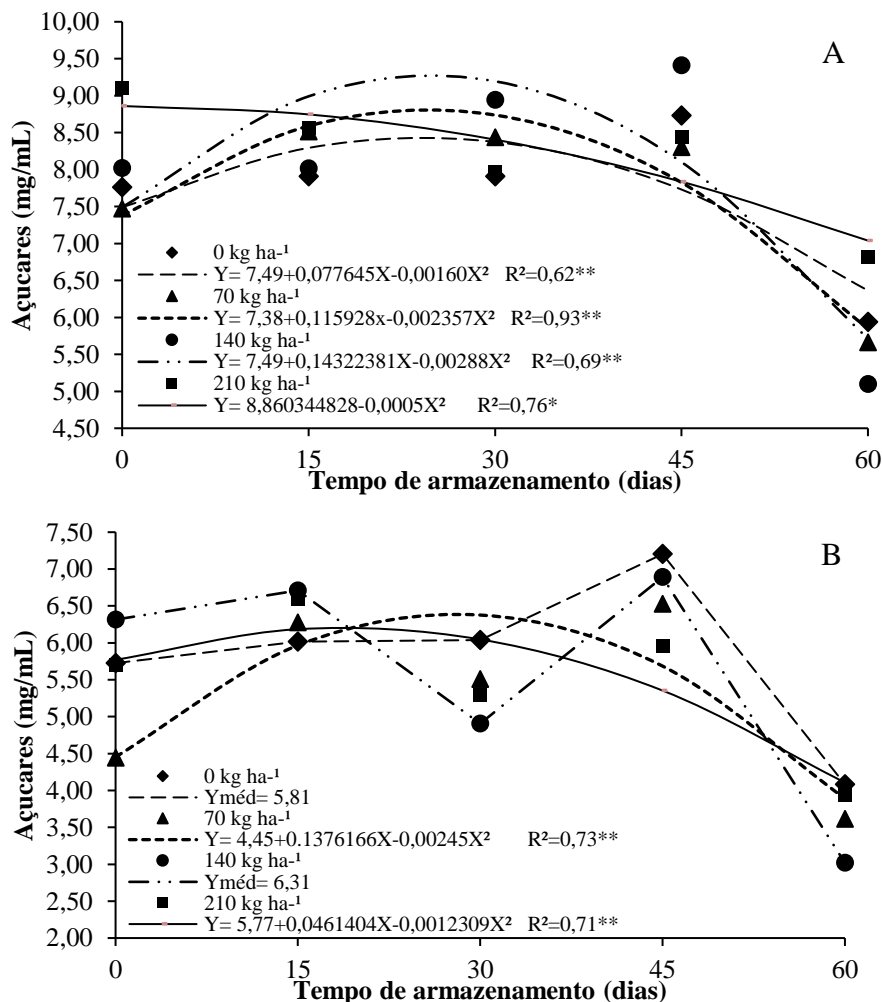 A
Açucares (mg/mL)
10,00
9,50
9,00
8,50
8,00
7,50
7,00
6,50
6,00
5,50
5,00
4,50
0 kg ha-¹
Y= 7,49+0,077645X-0,00160X² R²=0,62**
70 kg ha-¹
Y= 7,38+0,115928x-0,002357X² R²=0,93**
140 kg ha-¹
Y= 7,49+0,14322381X-0,00288X² R²=0,69**
210 kg ha-¹
Y= 8,860344828-0,0005X² R²=0,76*
0 15 30 45 60
Tempo de armazenamento (dias)
B
Açucares (mg/mL)
7,50
7,00
6,50
6,00
5,50
5,00
4,50
4,00
3,50
3,00
2,50
2,00
0 kg ha-¹
Yméd= 5,81
70 kg ha-¹
Y= 4,45+0.1376166X-0,00245X² R²=0,73**
140 kg ha-¹
Yméd= 6,31
210 kg ha-¹
Y= 5,77+0,0461404X-0,0012309X² R²=0,71**
0 15 30 45 60
Tempo de armazenamento (dias)